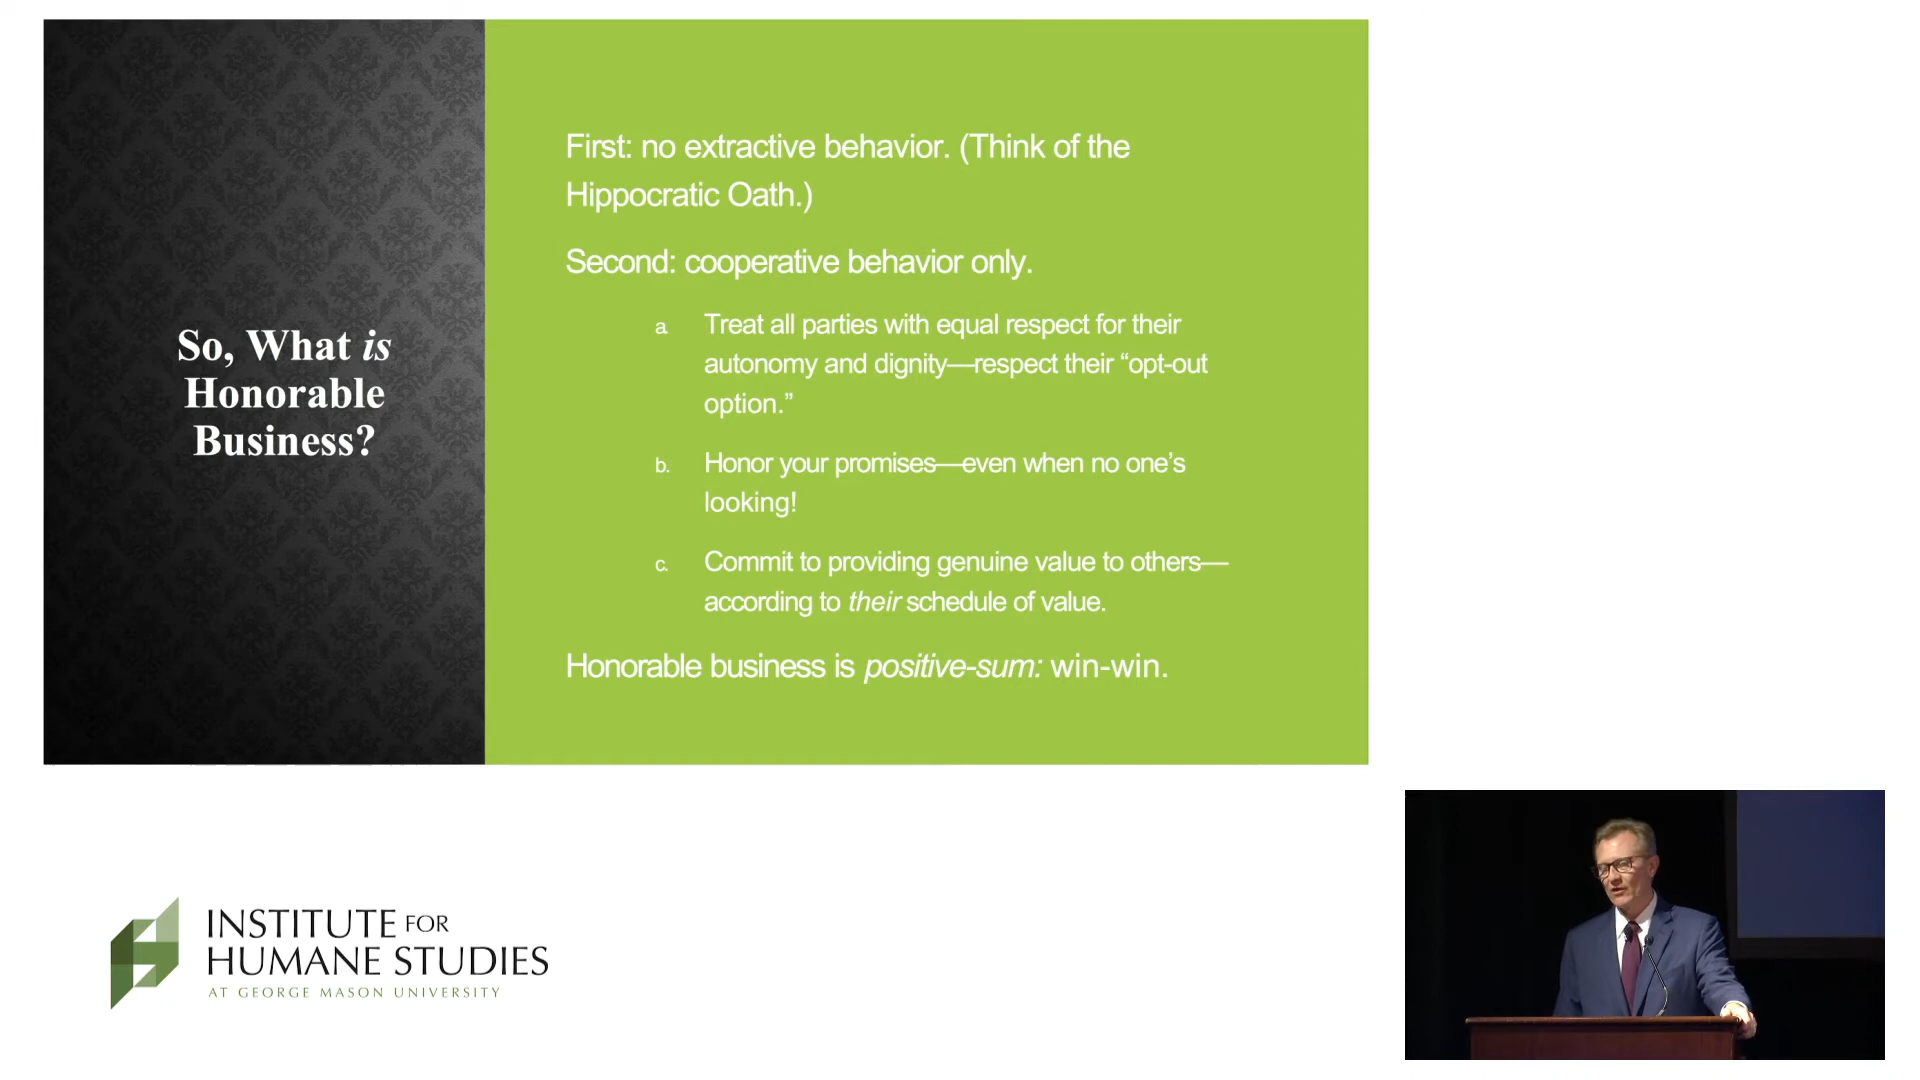 So, What is
Honorable
Business?
First: no extractive behavior. (Think of the
Hippocratic Oath.)
Second: cooperative behavior only.
a. Treat all parties with equal respect for their
autonomy and dignity—respect their “opt-out
option.”
b. Honor your promises—even when no one’s
looking!
c. Commit to providing genuine value to others—
according to their schedule of value.
Honorable business is positive-sum: win-win.
INSTITUTE FOR
HUMANE STUDIES
AT GEORGE MASON UNIVERSITY